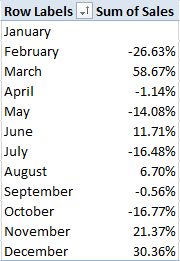 Row Labels Sum of Sales
January
February -26.63%
March 58.67%
April -1.14%
May -14.08%
June 11.71%
July -16.48%
August 6.70%
September -0.56%
October -16.77%
November 21.37%
December 30.36%